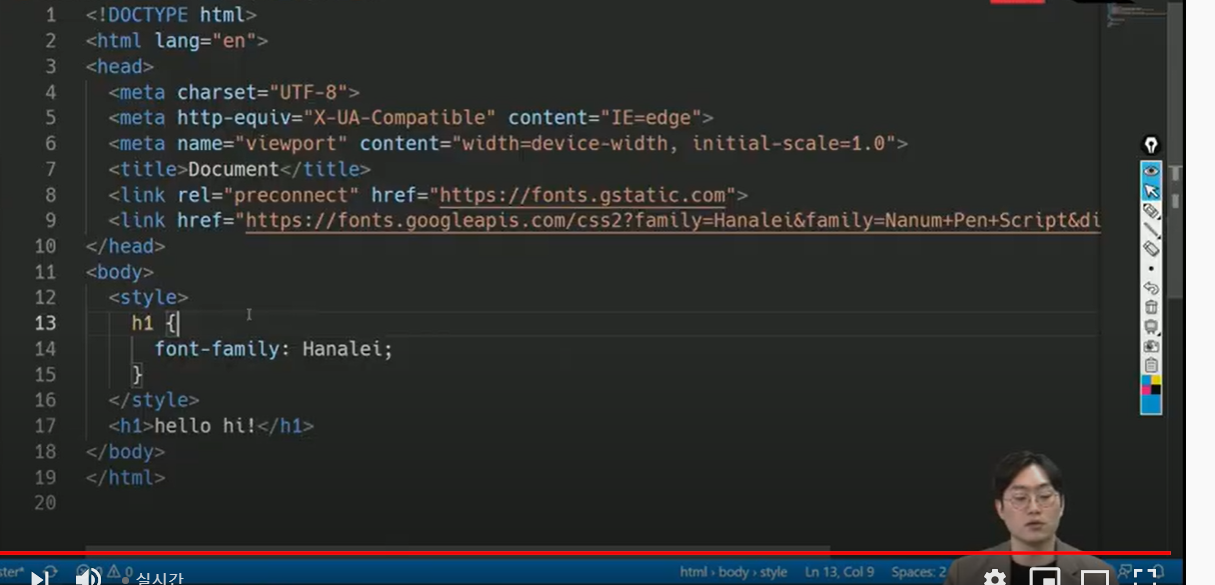 1 <!DOCTYPE html>
2 <html lang="en">
3 <head>
4 <meta charset="UTF-8">
5 <meta http-equiv="X-UA-Compatible" content="IE=edge">
6 <meta name="viewport" content="width=device-width, initial-scale=1.0">
7 <title>Document</title>
8 <link rel="preconnect" href="https://fonts.gstatic.com">
9 <link href="https://fonts.googleapis.com/css2?family=Hanalei&family=Nanum+Pen+Script&di
10 </head>
11 <body>
12 <style>
13 h1 {
14 font-family: Hanalei;
15 }
16 </style>
17 <h1>hello hi!</h1>
18 </body>
19 </html>
20
ster* 0 실시간 html › body › style Ln 13, Col 9 Spaces: 2